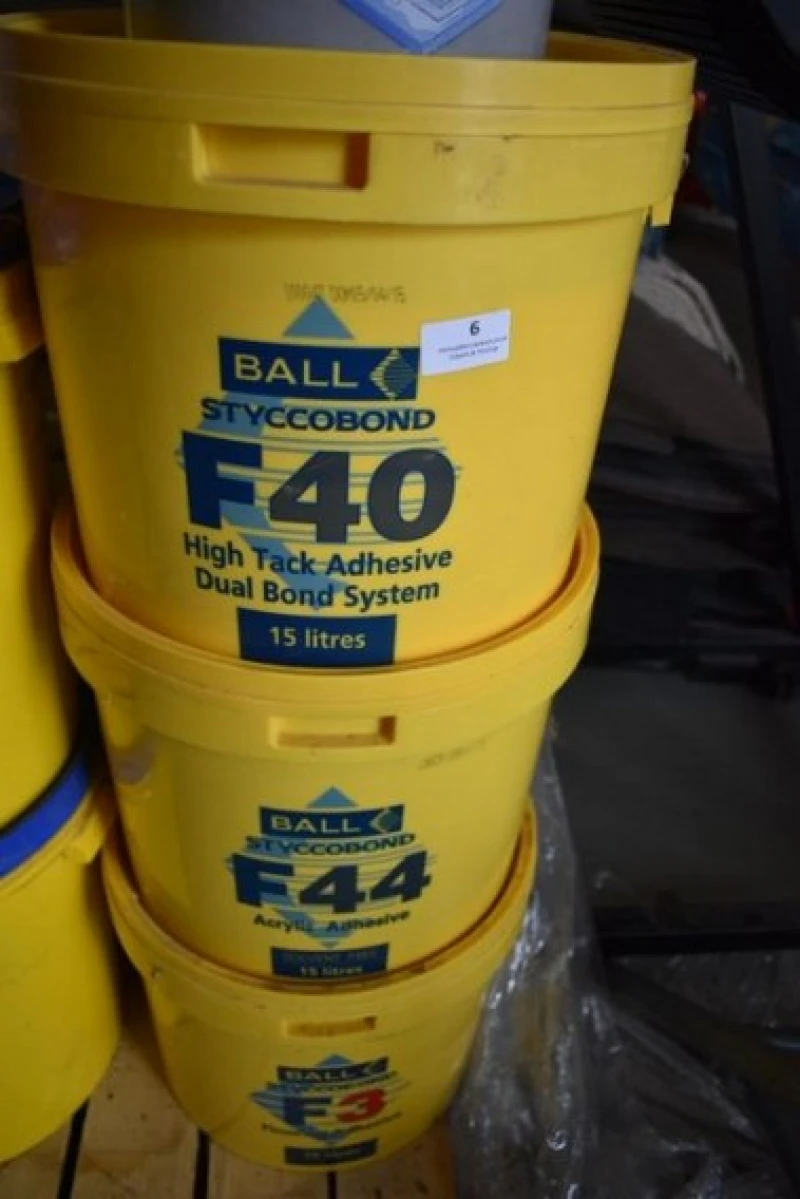 6
BALL
STYCCOBOND
F40
High Tack Adhesive
Dual Bond System
15 litres
BALL
STYCCOBOND
F44
Acrylic Adhesive
15 litres
BALL
STYCCOBOND
F3